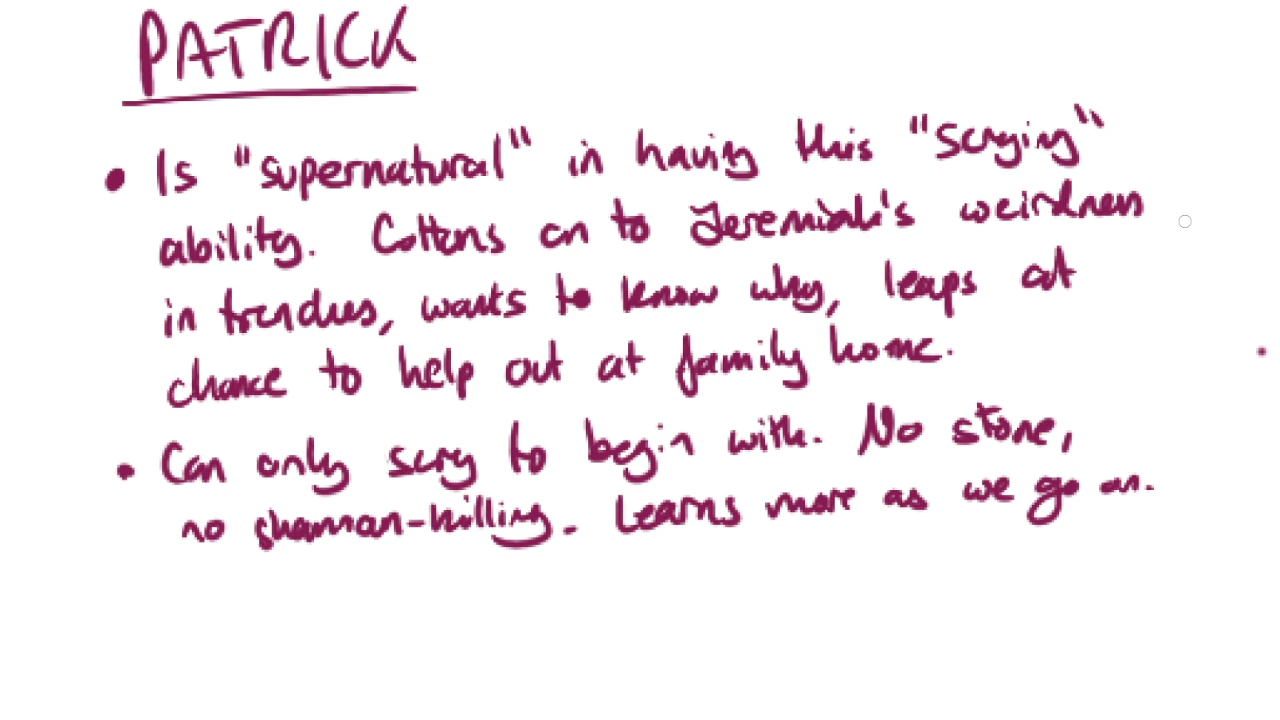 PATRICK
• Is "supernatural" in having this "scrying"
ability. Cottons on to Jeremiah's weirdness
in trenches, wants to know why, leaps at
chance to help out at family home.
• Can only scry to begin with. No stone,
no shaman-killing. Learns more as we go on.